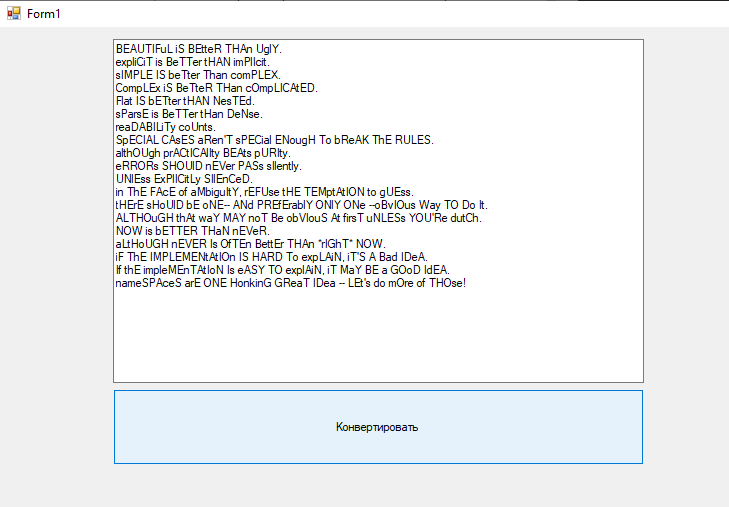 Form1
BEAUTIFuL iS BEtteR THAn UglY.
expliCiT is BeTTer tHAN imPlIcit.
sIMPLE IS beTter Than comPLEX.
CompLEx iS BeTteR THan cOmpLICAtED.
Flat IS bETter tHAN NesTEd.
sParsE is BeTTer tHan DeNse.
reaDABILiTy coUnts.
SpECIAL CAsES aRen'T sPECial ENougH To bReAK ThE RULES.
althOUgh prACtICAlIty BEAts pURIty.
eRRORs SHOUlD nEVer PASs sIlently.
UNlEss ExPlICitLy SIlEnCeD.
in ThE FAcE of aMbiguItY, rEFUse tHE TEMptAtION to gUEss.
tHErE sHoUlD bE oNE-- ANd PREfErablY ONlY ONe --oBvIOus Way TO Do It.
ALTHOuGH thAt waY MAY noT Be obVIouS At firsT uNLESs YOU'Re dutCh.
NOW is bETTER THaN nEVeR.
aLtHoUGH nEVER Is OfTEn BettEr THAn *rIGhT* NOW.
iF ThE IMPLEMENtAtIOn IS HARD To expLAiN, iT'S A Bad IDeA.
If thE impleMEnTAtIoN Is eASY TO explAiN, iT MaY BE a GOoD IdEA.
nameSPAceS arE ONE HonkinG GReaT IDea -- LEt's do mOre of THOse!
Конвертировать